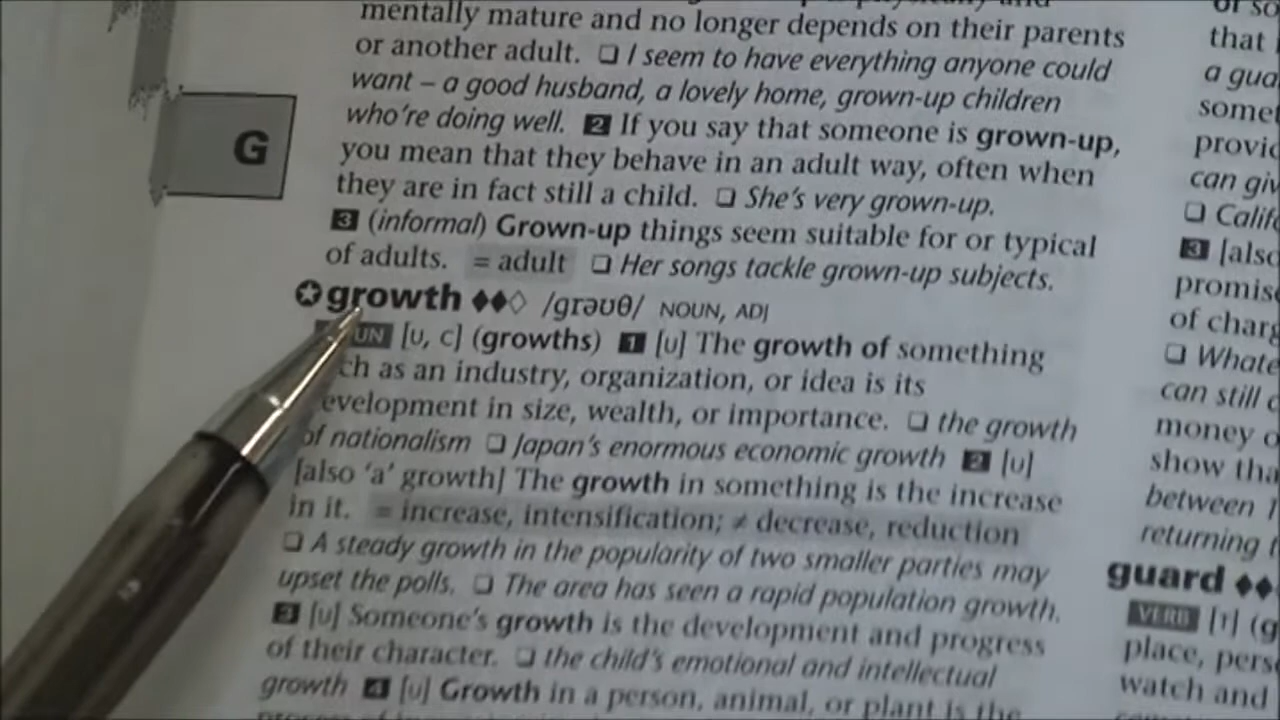 mentally mature and no longer depends on their parents
or another adult. ❑ I seem to have everything anyone could
want – a good husband, a lovely home, grown-up children
who're doing well. 2 If you say that someone is grown-up,
you mean that they behave in an adult way, often when
they are in fact still a child. ❑ She's very grown-up.
3 (informal) Grown-up things seem suitable for or typical
of adults. = adult ❑ Her songs tackle grown-up subjects.
G
✪growth ◆◆◇ /grəʊθ/ NOUN, ADJ
UN [U, C] (growths) 1 [U] The growth of something
ch as an industry, organization, or idea is its
evelopment in size, wealth, or importance. ❑ the growth
of nationalism ❑ Japan's enormous economic growth 2 [U]
[also 'a' growth] The growth in something is the increase
in it. = increase, intensification; ≠ decrease, reduction
❑ A steady growth in the popularity of two smaller parties may
upset the polls. ❑ The area has seen a rapid population growth.
3 [U] Someone's growth is the development and progress
of their character. ❑ the child's emotional and intellectual
growth 4 [U] Growth in a person, animal, or plant is the
of so
that
a gua
somet
provid
can giv
❑ Calif
3 [also
promis
of charg
❑ Whate
can still
money o
show tha
between
returning
guard ◆◆
VERB [T] (g
place, pers
watch and